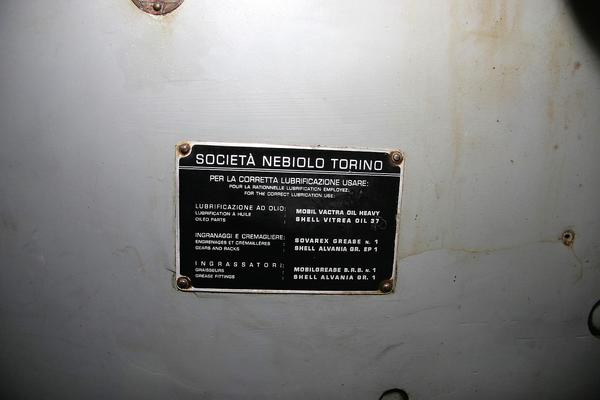 SOCIETÀ NEBIOLO TORINO
PER LA CORRETTA LUBRIFICAZIONE USARE:
POUR LA RATIONNELLE LUBRIFICATION EMPLOYEZ:
FOR THE CORRECT LUBRICATION USE:
LUBRIFICAZIONE AD OLIO: MOBIL VACTRA OIL HEAVY
LUBRIFICATION À HUILE SHELL VITREA OIL 37
OILED PARTS
INGRANAGGI E CREMAGLIERE: SOVAREX GREASE N. 1
ENGRENAGES ET CRÉMAILLÈRES SHELL ALVANIA GR. EP 1
GEARS AND RACKS
INGRASSATORI: MOBILGREASE B.R.B. N. 1
GRAISSEURS SHELL ALVANIA GR. 1
GREASE FITTINGS